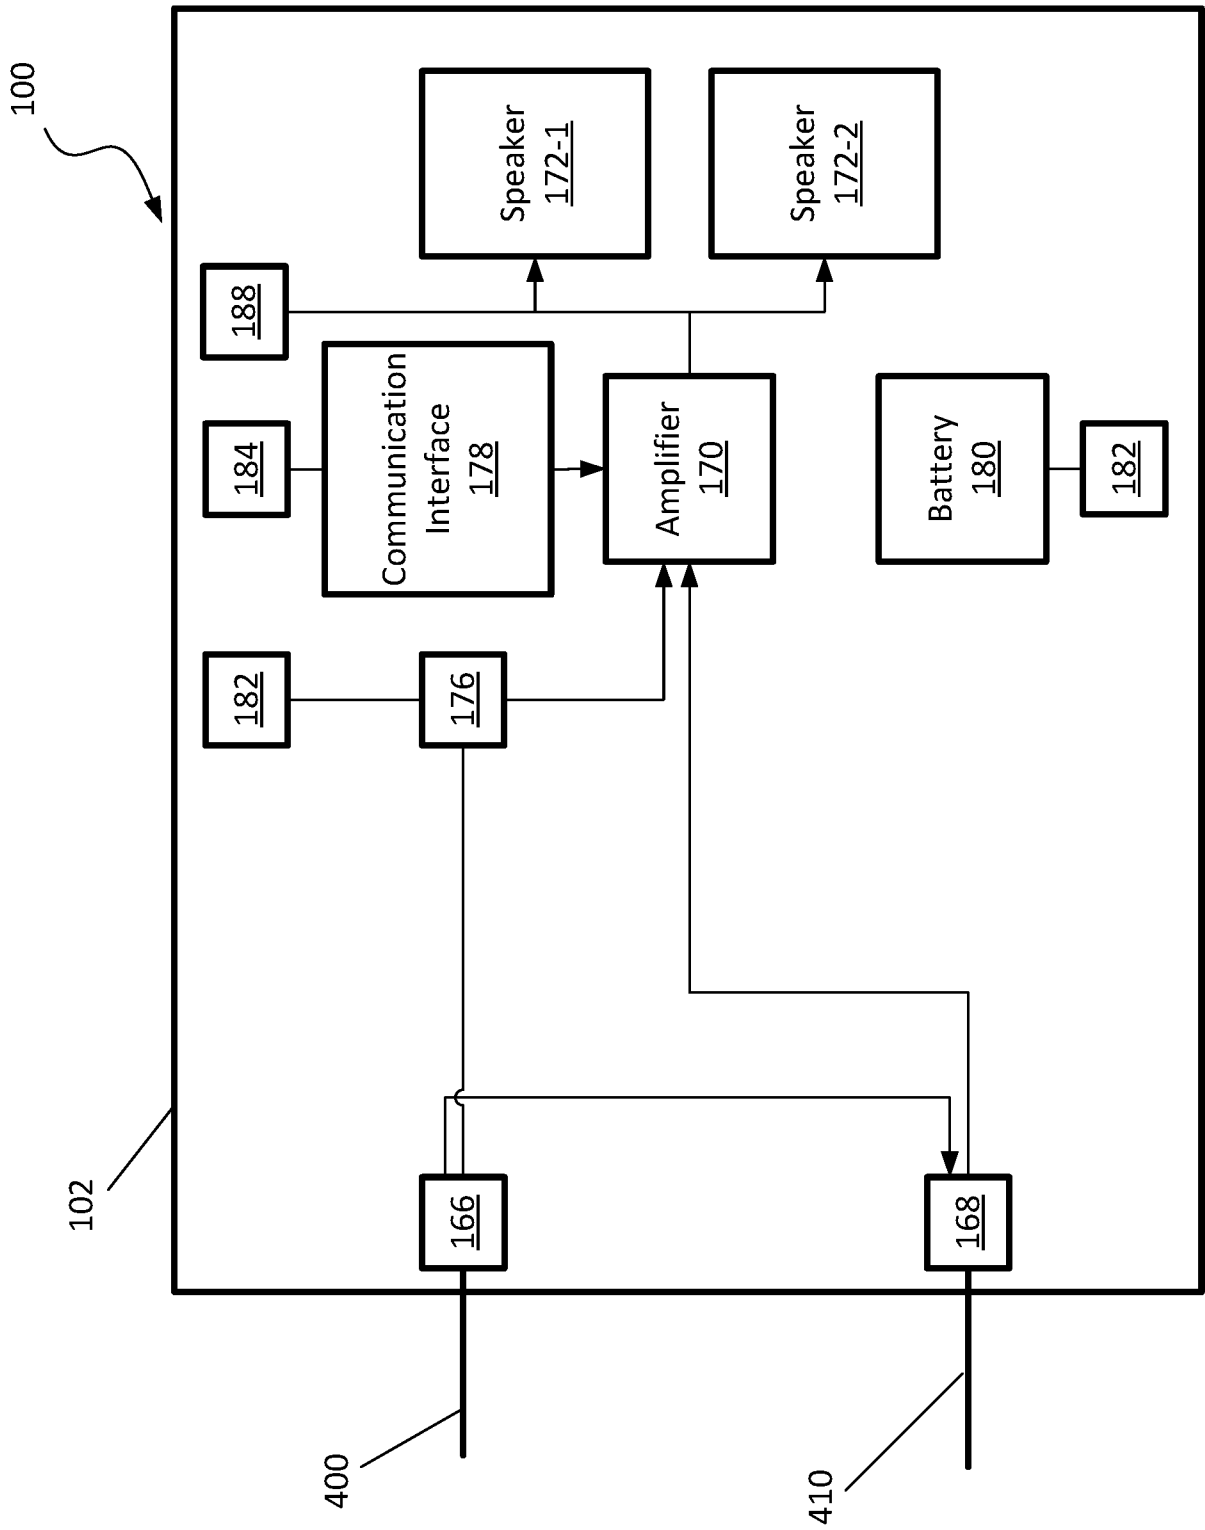 100
102
182
184
188
400
Communication
Interface
178
166
176
Speaker
172-1
Amplifier
170
Speaker
172-2
410
Battery
180
168
182